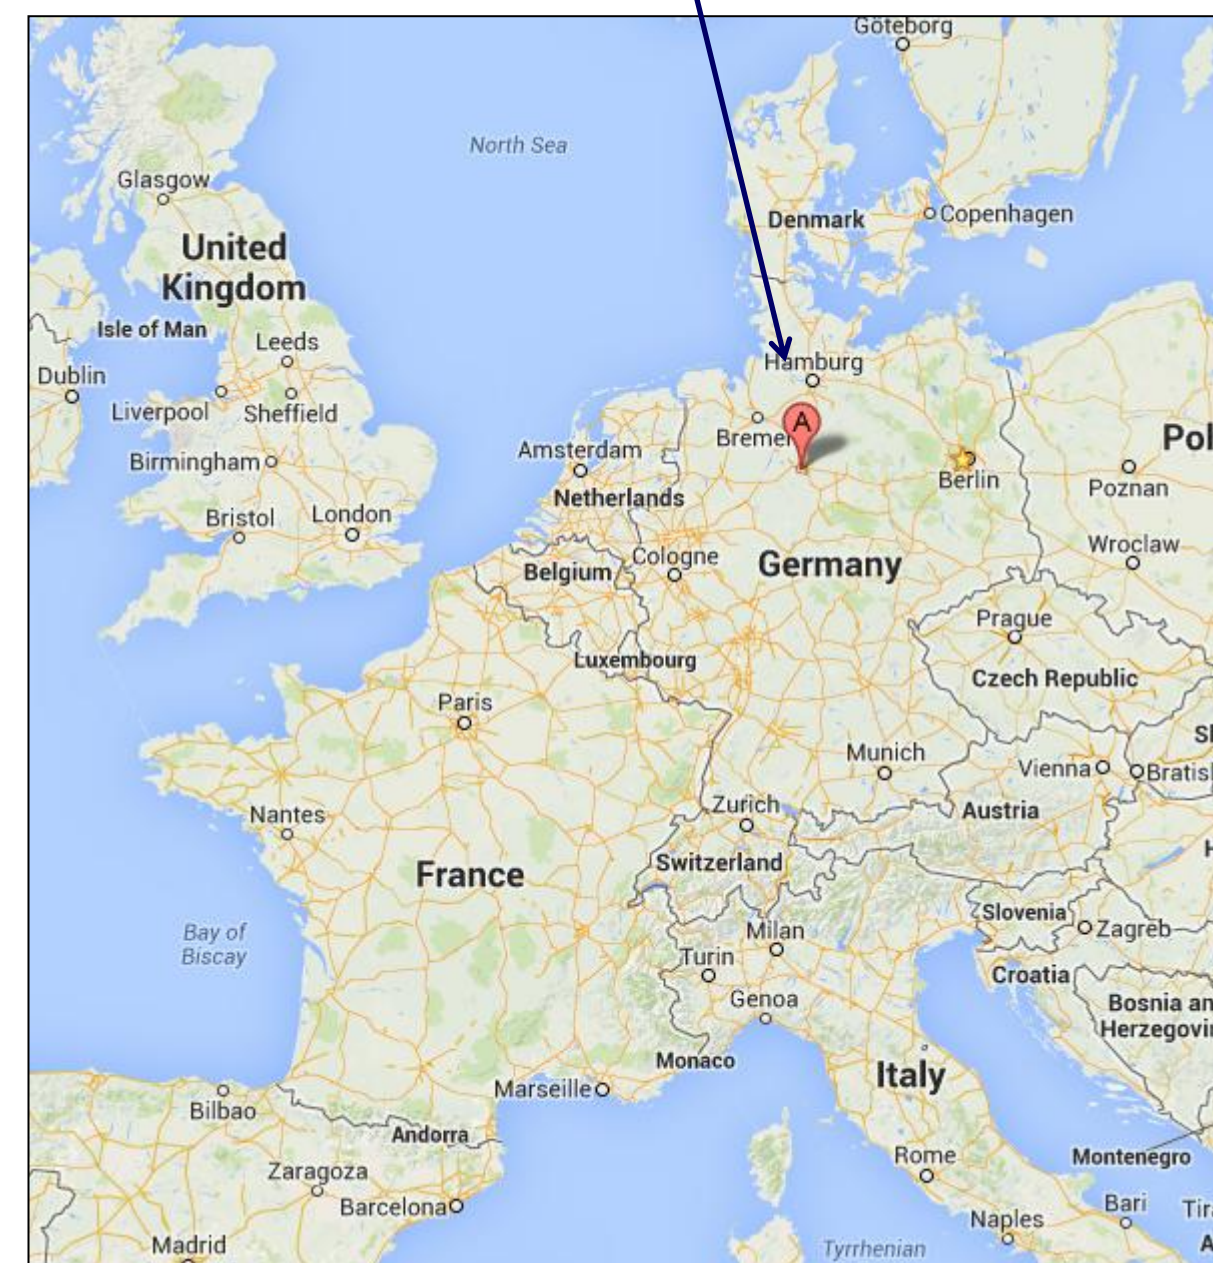 Göteborg
North Sea
Glasgow
Denmark
Copenhagen
United
Kingdom
Isle of Man
Leeds
Hamburg
Dublin
Liverpool
Sheffield
A
Bremen
Pol
Amsterdam
Birmingham
Berlin
Poznan
Netherlands
Bristol
London
Wroclaw
Cologne
Belgium
Germany
Prague
Luxembourg
Czech Republic
Paris
Sl
Munich
Vienna
Bratisl
Zurich
Nantes
Austria
Switzerland
H
France
Slovenia
Zagreb
Bay of
Biscay
Milan
Turin
Croatia
Genoa
Bosnia an
Herzegovin
Monaco
Italy
Marseille
Bilbao
Andorra
Rome
Montenegro
Zaragoza
Barcelona
Bari
Tira
Naples
Madrid
Tyrrhenian
A